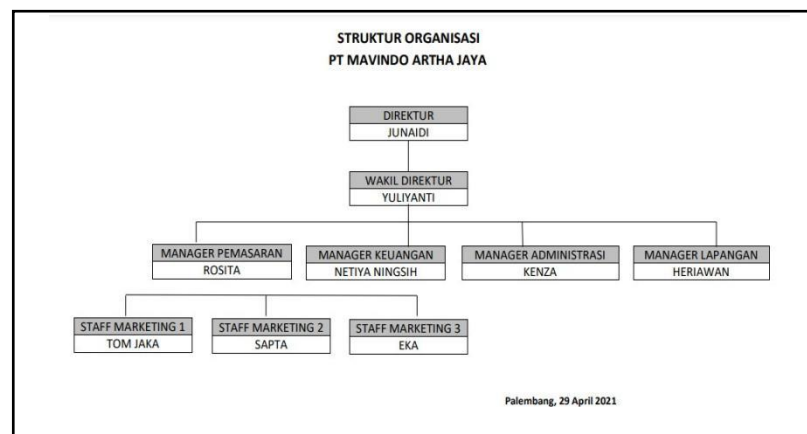 STRUKTUR ORGANISASI
PT MAVINDO ARTHA JAYA
DIREKTUR
JUNAIDI
WAKIL DIREKTUR
YULIYANTI
MANAGER PEMASARAN
ROSITA
MANAGER KEUANGAN
NETIYA NINGSIH
MANAGER ADMINISTRASI
KENZA
MANAGER LAPANGAN
HERIAWAN
STAFF MARKETING 1
TOM JAKA
STAFF MARKETING 2
SAPTA
STAFF MARKETING 3
EKA
Palembang, 29 April 2021